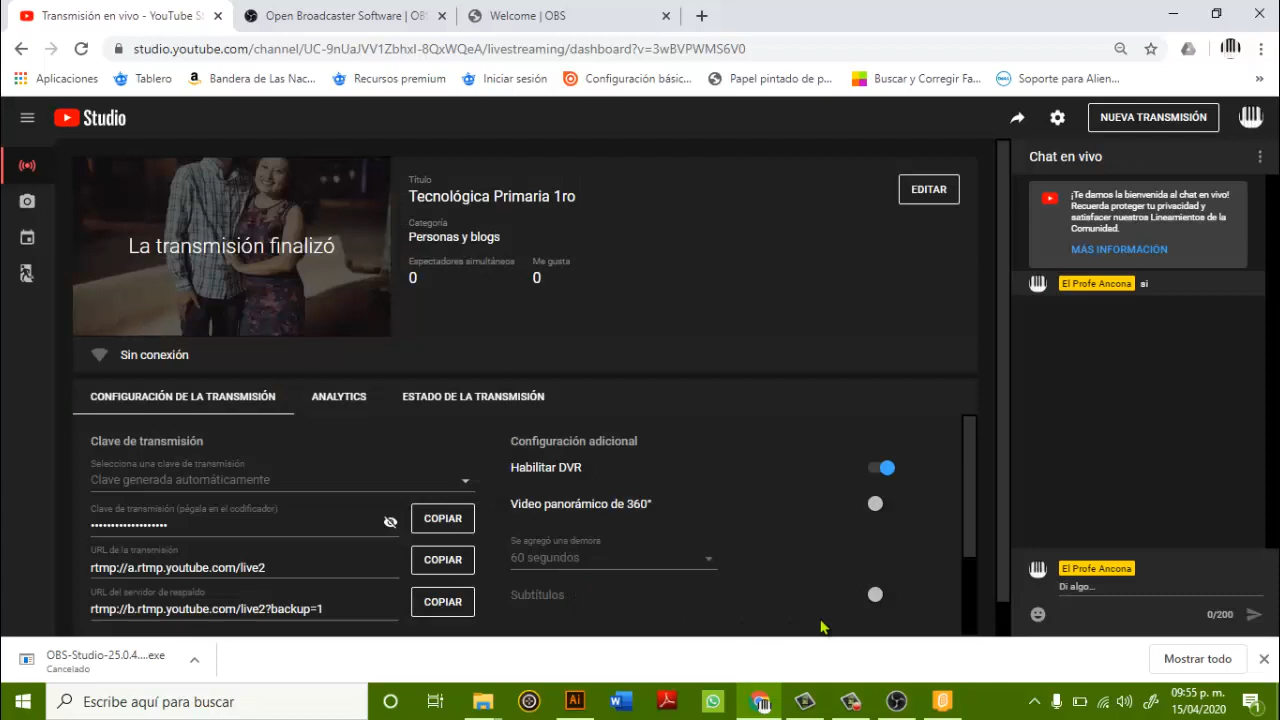 Transmisión en vivo - YouTube S
Open Broadcaster Software | OBS
Welcome | OBS
studio.youtube.com/channel/UC-9nUaJVV1ZbhxI-8QxWQeA/livestreaming/dashboard?v=3wBVPWMS6V0
Aplicaciones
Tablero
Bandera de Las Nac...
Recursos premium
Iniciar sesión
Configuración básic...
Papel pintado de p...
Buscar y Corregir Fa...
Soporte para Alien...
»
Studio
NUEVA TRANSMISIÓN
La transmisión finalizó
Título
Tecnológica Primaria 1ro
EDITAR
Categoría
Personas y blogs
Espectadores simultáneos
Me gusta
0
0
Sin conexión
Chat en vivo
¡Te damos la bienvenida al chat en vivo!
Recuerda proteger tu privacidad y
satisfacer nuestros Lineamientos de la
Comunidad.
MÁS INFORMACIÓN
El Profe Ancona si
CONFIGURACIÓN DE LA TRANSMISIÓN
ANALYTICS
ESTADO DE LA TRANSMISIÓN
Clave de transmisión
Selecciona una clave de transmisión
Clave generada automáticamente
Clave de transmisión (pégala en el codificador)
•••••••••••••••••••
COPIAR
URL de la transmisión
rtmp://a.rtmp.youtube.com/live2
COPIAR
URL del servidor de respaldo
rtmp://b.rtmp.youtube.com/live2?backup=1
COPIAR
Configuración adicional
Habilitar DVR
Video panorámico de 360°
Se agregó una demora
60 segundos
Subtítulos
El Profe Ancona
Di algo...
0/200
OBS-Studio-25.0.4....exe
Cancelado
Mostrar todo
Escribe aquí para buscar
09:55 p. m.
15/04/2020